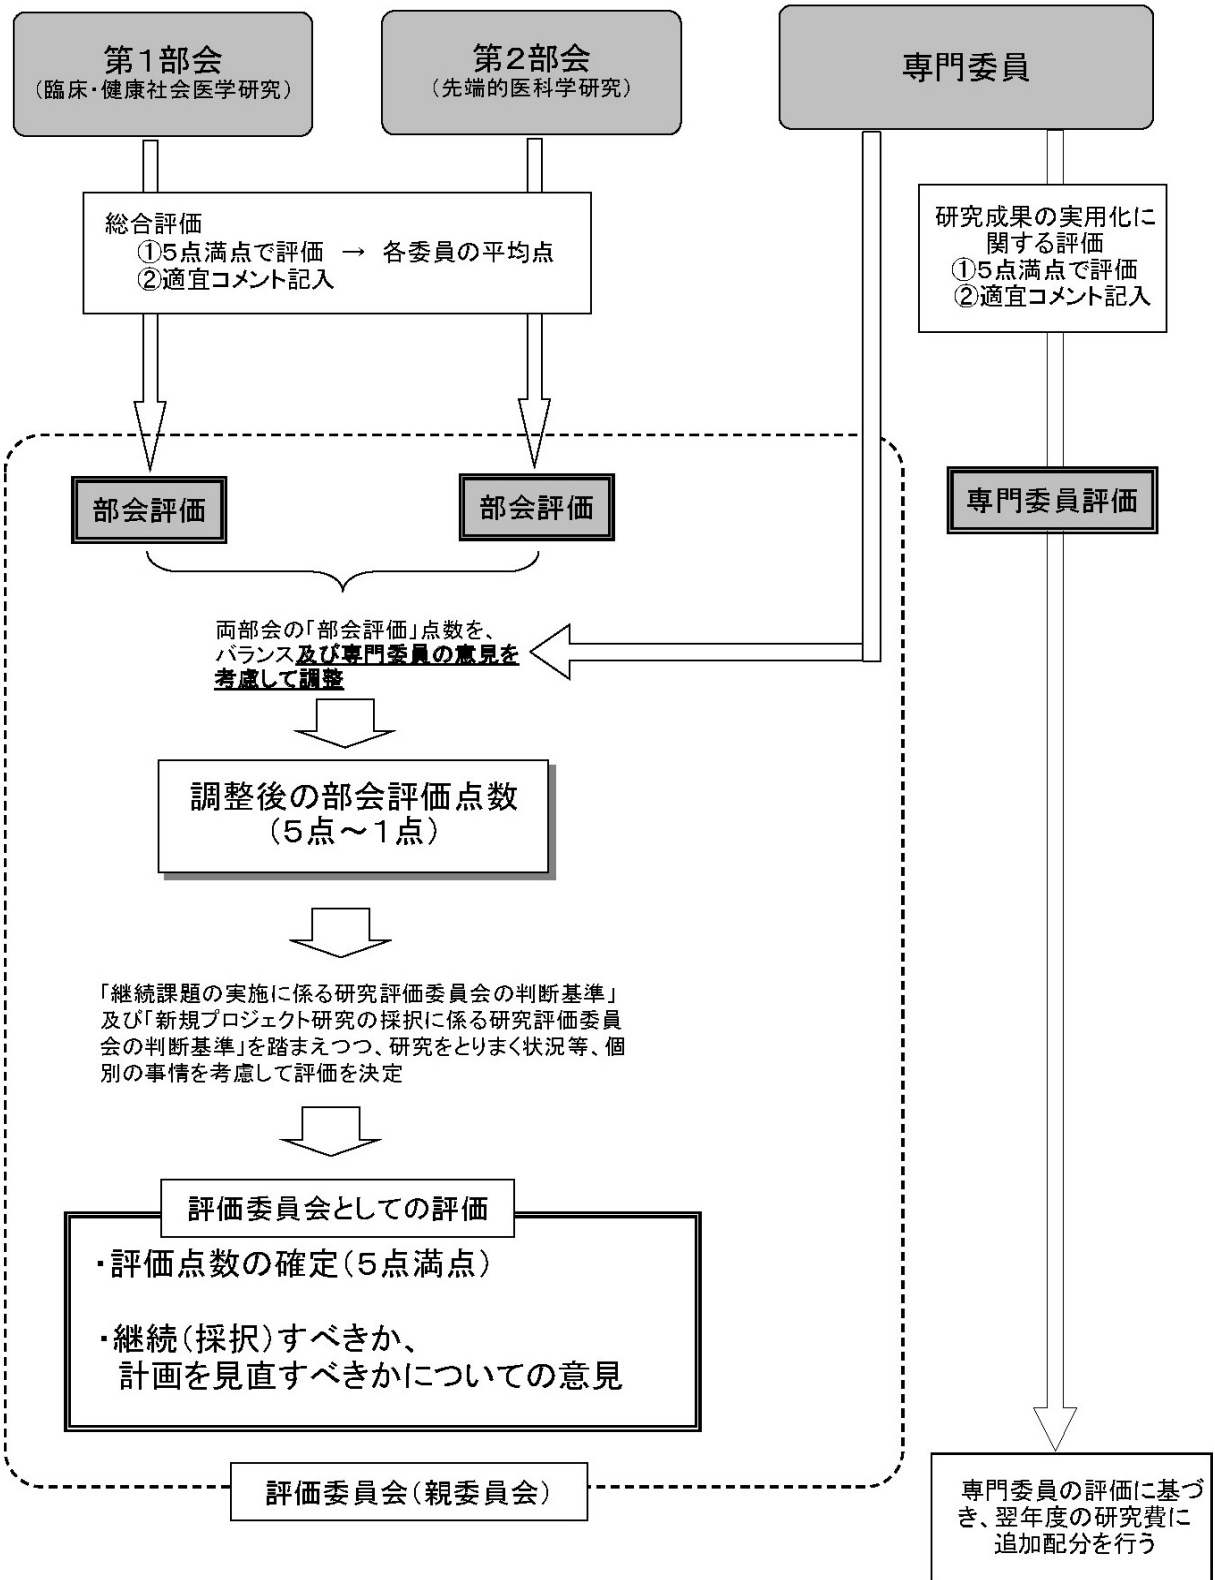 第1部会
（臨床・健康社会医学研究）
第2部会
（先端的医科学研究）
専門委員
総合評価
①5点満点で評価 → 各委員の平均点
②適宜コメント記入
研究成果の実用化に
関する評価
①5点満点で評価
②適宜コメント記入
部会評価
部会評価
専門委員評価
両部会の「部会評価」点数を、
バランス及び専門委員の意見を
考慮して調整
調整後の部会評価点数
（5点～1点）
「継続課題の実施に係る研究評価委員会の判断基準」
及び「新規プロジェクト研究の採択に係る研究評価委員
会の判断基準」を踏まえつつ、研究をとりまく状況等、個
別の事情を考慮して評価を決定
評価委員会としての評価
・評価点数の確定（5点満点）
・継続（採択）すべきか、
計画を見直すべきかについての意見
評価委員会（親委員会）
専門委員の評価に基づ
き、翌年度の研究費に
追加配分を行う